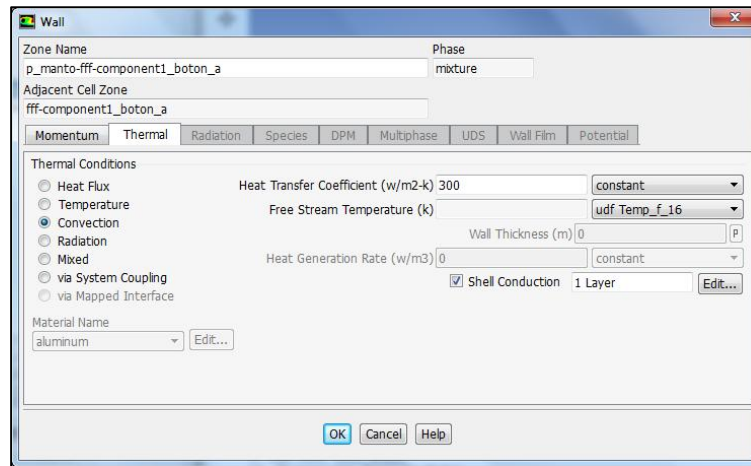 Wall
Zone Name Phase
p_manto-fff-component1_boton_a mixture
Adjacent Cell Zone
fff-component1_boton_a
Momentum Thermal Radiation Species DPM Multiphase UDS Wall Film Potential
Thermal Conditions
Heat Flux Heat Transfer Coefficient (w/m2-k) 300 constant
Temperature Free Stream Temperature (k) udf Temp_f_16
Convection Wall Thickness (m) 0 P
Radiation
Mixed Heat Generation Rate (w/m3) 0 constant
via System Coupling Shell Conduction 1 Layer Edit...
via Mapped Interface
Material Name
aluminum Edit...
OK Cancel Help